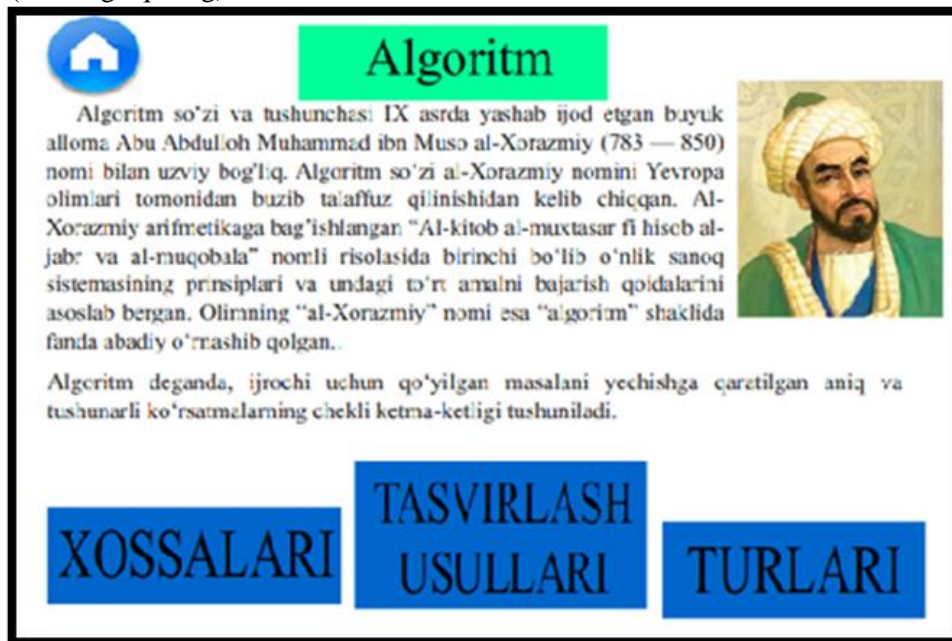 Algoritm
Algoritm so'zi va tushunchasi IX asrda yashab ijod etgan buyuk
alloma Abu Abdulloh Muhammad ibn Muso al-Xorazmiy (783 — 850)
nomi bilan uzviy bog'liq. Algoritm so'zi al-Xorazmiy nomini Yevropa
olimlari tomonidan buzib talaffuz qilinishidan kelib chiqqan. Al-
Xorazmiy arifmetikaga bag'ishlangan “Al-kitob al-muxtasar fi hisob al-
jabr va al-muqobala” nomli risolasida birinchi bo'lib o'nlik sanoq
sistemasining prinsiplari va undagi to'rt amalni bajarish qoidalarini
asoslab bergan. Olimning “al-Xorazmiy” nomi esa “algoritm” shaklida
fanda abadiy o'rnashib qolgan.
Algoritm deganda, ijrochi uchun qo'yilgan masalani yechishga qaratilgan aniq va
tushunarli ko'rsatmalarning chekli ketma-ketligi tushuniladi.
XOSSALARI
TASVIRLASH
USULLARI
TURLARI